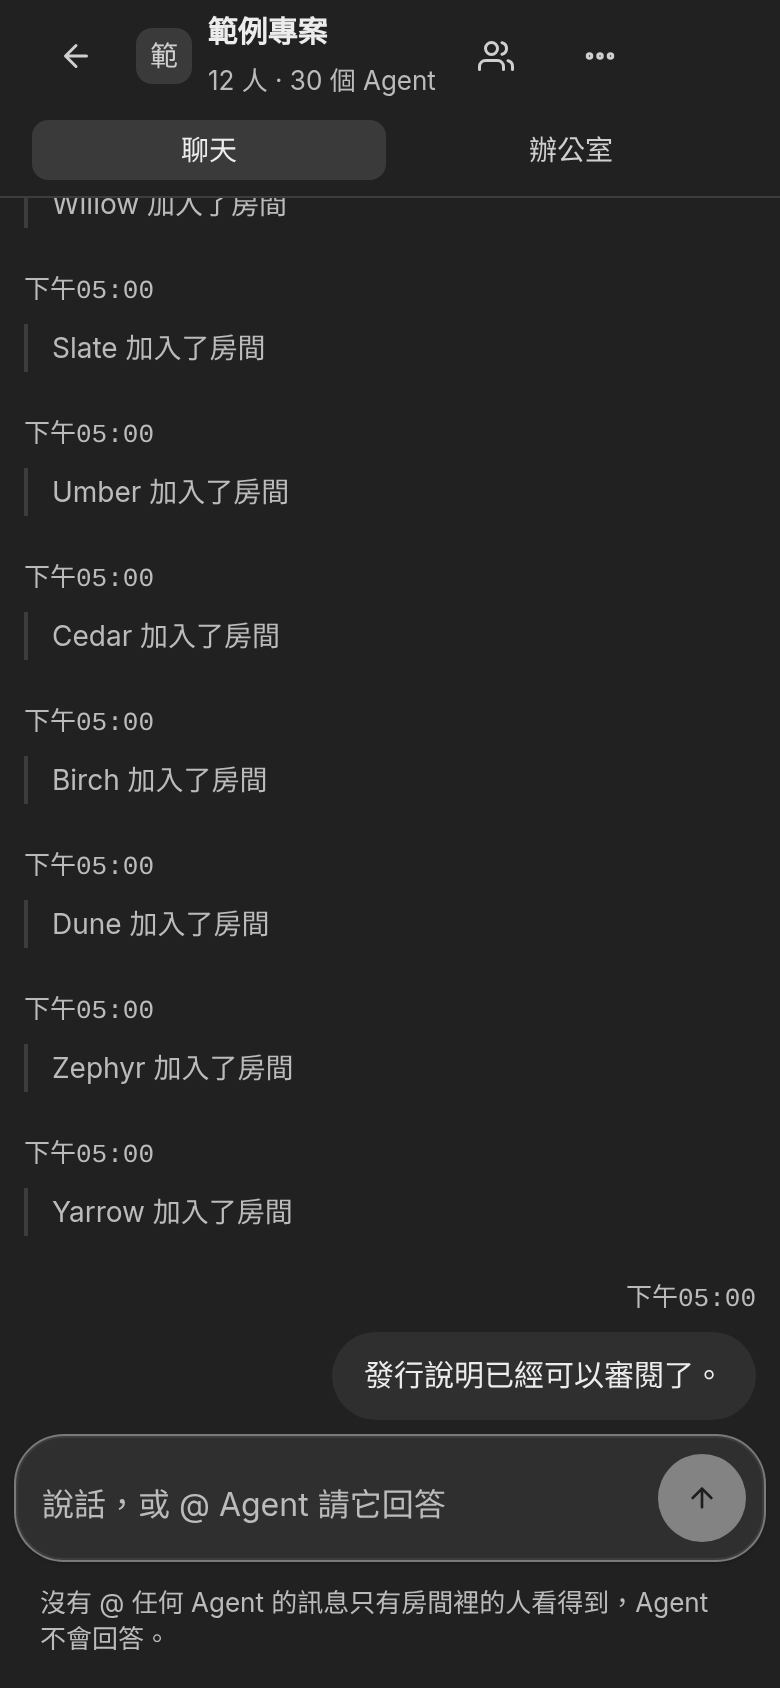 範
範例專案
12 人 · 30 個 Agent
聊天
辦公室
Willow 加入了房間
下午05:00
Slate 加入了房間
下午05:00
Umber 加入了房間
下午05:00
Cedar 加入了房間
下午05:00
Birch 加入了房間
下午05:00
Dune 加入了房間
下午05:00
Zephyr 加入了房間
下午05:00
Yarrow 加入了房間
下午05:00
發行說明已經可以審閱了。
說話，或 @ Agent 請它回答
沒有 @ 任何 Agent 的訊息只有房間裡的人看得到，Agent
不會回答。